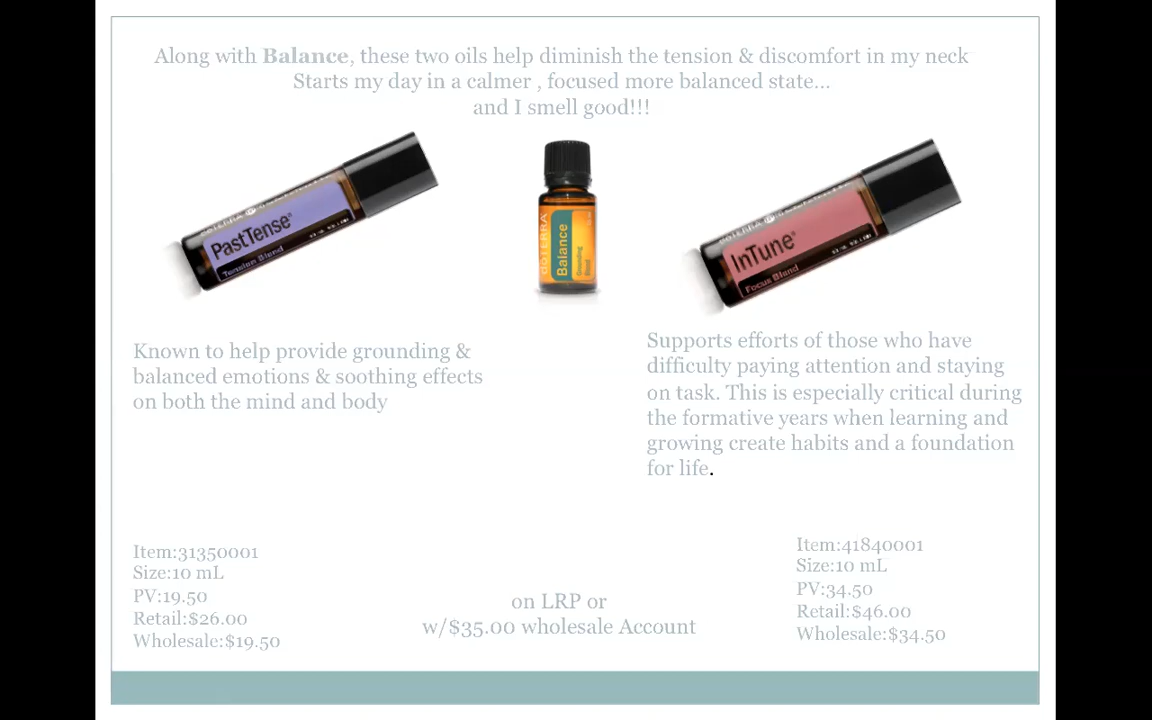 Along with Balance, these two oils help diminish the tension & discomfort in my neck
Starts my day in a calmer , focused more balanced state...
and I smell good!!!
doTERRA
PastTense®
Tension Blend
doTERRA
Balance
Grounding
Blend
doTERRA
InTune®
Focus Blend
Known to help provide grounding &
balanced emotions & soothing effects
on both the mind and body
Supports efforts of those who have
difficulty paying attention and staying
on task. This is especially critical during
the formative years when learning and
growing create habits and a foundation
for life.
Item:31350001
Size:10 mL
PV:19.50
Retail:$26.00
Wholesale:$19.50
on LRP or
w/$35.00 wholesale Account
Item:41840001
Size:10 mL
PV:34.50
Retail:$46.00
Wholesale:$34.50